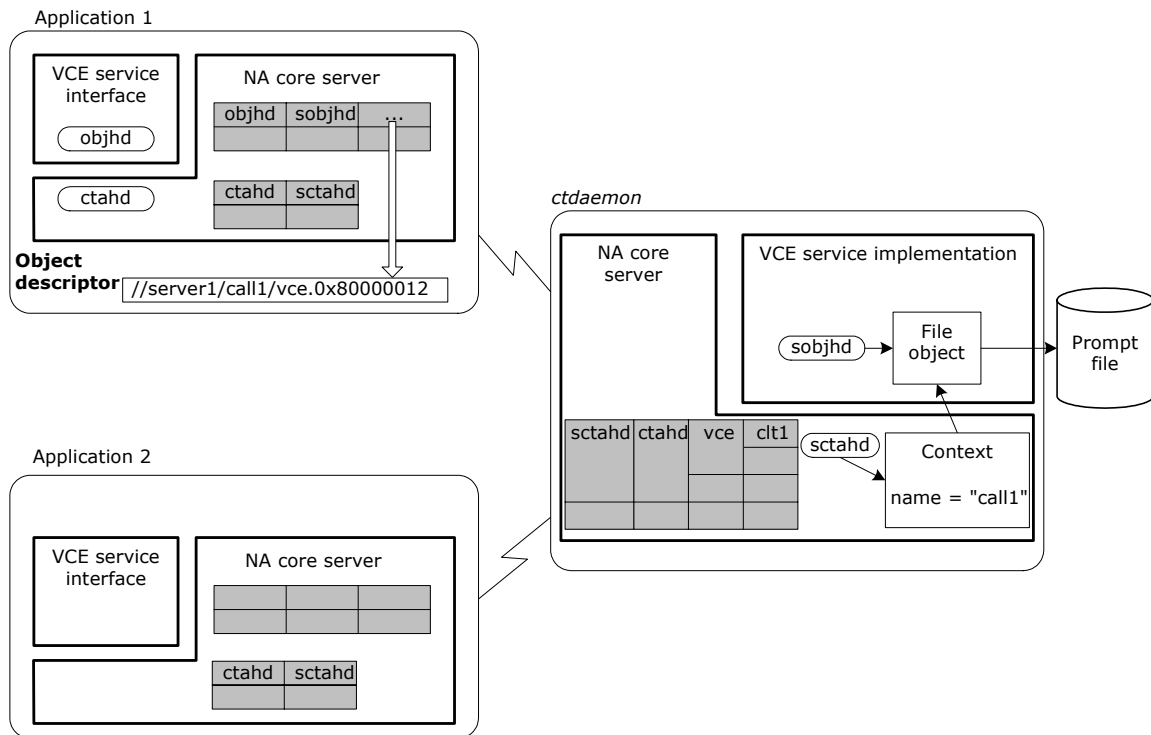 Application 1
VCE service
interface
objhd
NA core server
objhd sobjhd ...
ctahd
ctahd sctahd
Object
descriptor
//server1/call1/vce.0x80000012
ctdaemon
NA core
server
VCE service implementation
sobjhd
File
object
Prompt
file
sctahd ctahd vce clt1
sctahd
Context
name = "call1"
Application 2
VCE service
interface
NA core server
ctahd sctahd